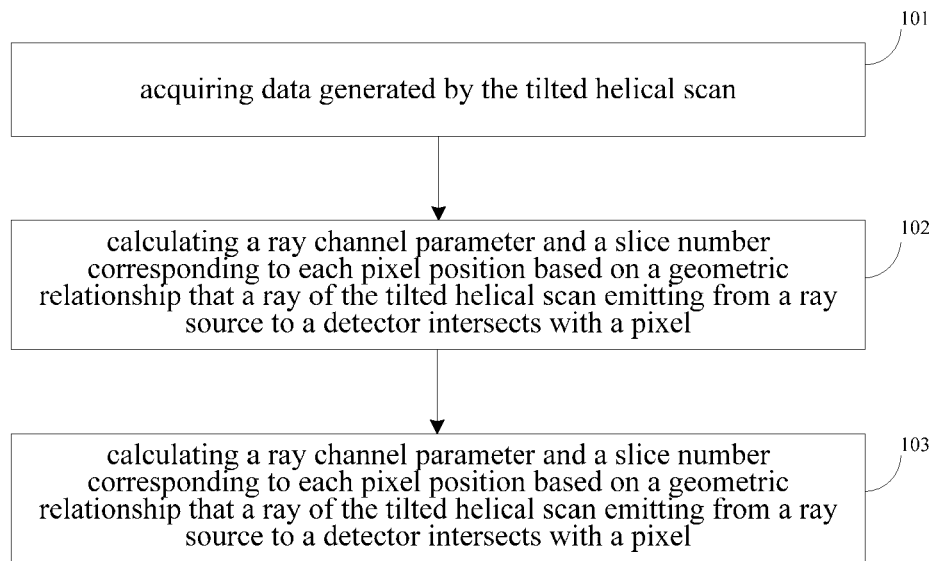 101
acquiring data generated by the tilted helical scan
102
calculating a ray channel parameter and a slice number
corresponding to each pixel position based on a geometric
relationship that a ray of the tilted helical scan emitting from a ray
source to a detector intersects with a pixel
103
calculating a ray channel parameter and a slice number
corresponding to each pixel position based on a geometric
relationship that a ray of the tilted helical scan emitting from a ray
source to a detector intersects with a pixel